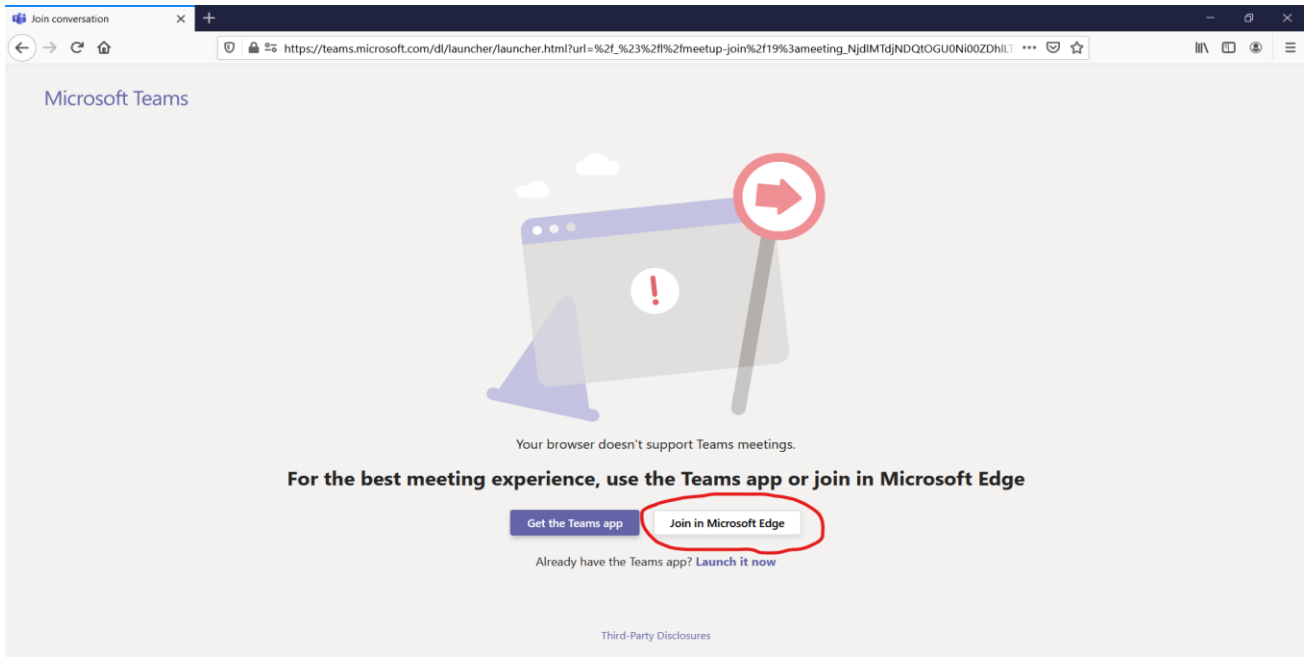 Join conversation
https://teams.microsoft.com/dl/launcher/launcher.html?url=%2f_%23%2fl%2fmeetup-join%2f19%3ameeting_NjdlMTdjNDQtOGU0Ni00ZDhlLT
Microsoft Teams
!
Your browser doesn't support Teams meetings.
For the best meeting experience, use the Teams app or join in Microsoft Edge
Get the Teams app Join in Microsoft Edge
Already have the Teams app? Launch it now
Third-Party Disclosures